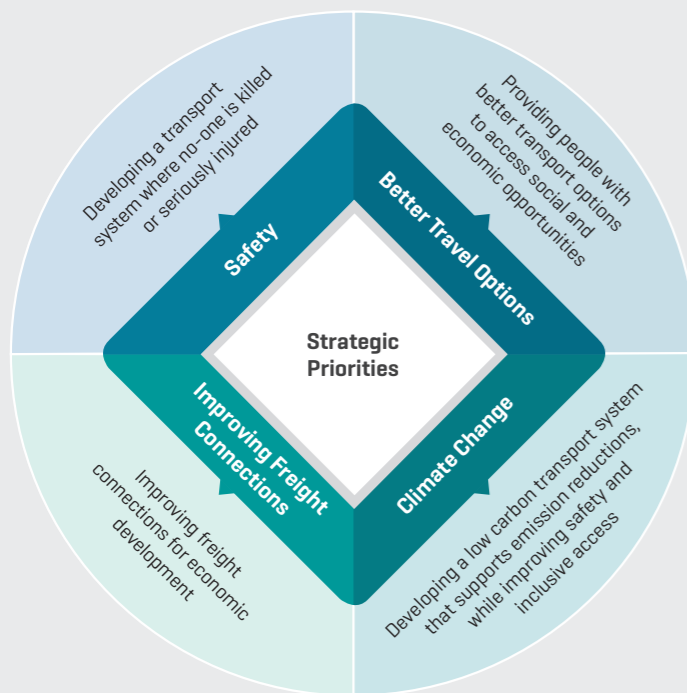 Developing a transport
system where no-one is killed
or seriously injured
Safety
Providing people with
better transport options
to access social and
economic opportunities
Better Travel Options
Strategic
Priorities
Improving Freight
Connections
Improving freight
connections for economic
development
Climate Change
Developing a low carbon transport system
that supports emission reductions,
while improving safety and
inclusive access